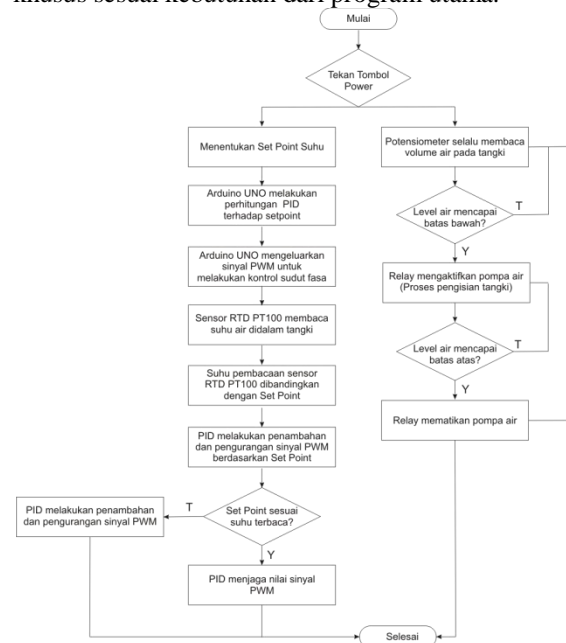 khusus sesuai kebutuhan dari program utama.
Mulai
Tekan Tombol
Power
Menentukan Set Point Suhu
Arduino UNO melakukan
perhitungan PID
terhadap setpoint
Arduino UNO mengeluarkan
sinyal PWM untuk
melakukan kontrol sudut fasa
Sensor RTD PT100 membaca
suhu air didalam tangki
Suhu pembacaan sensor
RTD PT100 dibandingkan
dengan Set Point
PID melakukan penambahan
dan pengurangan sinyal PWM
berdasarkan Set Point
Set Point sesuai
suhu terbaca?
T
PID melakukan penambahan
dan pengurangan sinyal PWM
Y
PID menjaga nilai sinyal
PWM
Potensiometer selalu membaca
volume air pada tangki
Level air mencapai
batas bawah?
T
Y
Relay mengaktifkan pompa air
(Proses pengisian tangki)
Level air mencapai
batas atas?
T
Y
Relay mematikan pompa air
Selesai